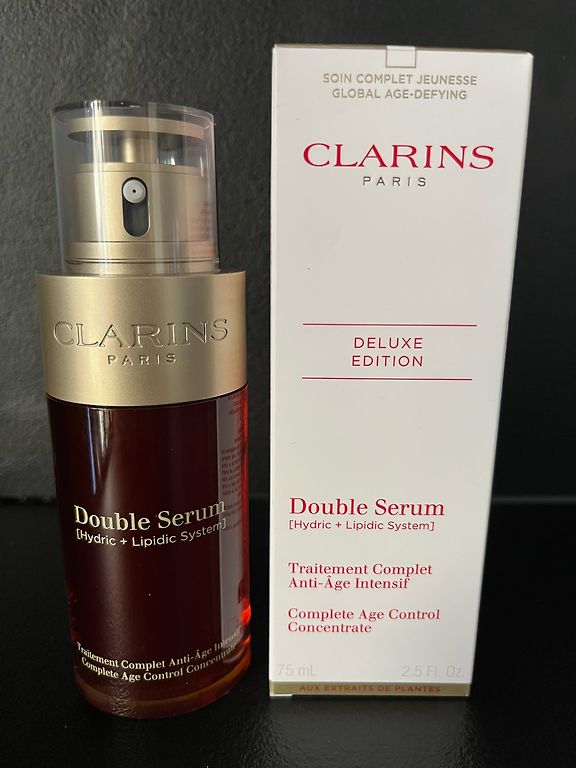 CLARINS
PARIS
Double Serum
[Hydric + Lipidic System]
Traitement Complet Anti-Âge Intensif
Complete Age Control Concentrate
SOIN COMPLET JEUNESSE
GLOBAL AGE-DEFYING
CLARINS
PARIS
DELUXE
EDITION
Double Serum
[Hydric + Lipidic System]
Traitement Complet
Anti-Âge Intensif
Complete Age Control
Concentrate
75 mL 2.5 Fl. Oz.
AUX EXTRAITS DE PLANTES